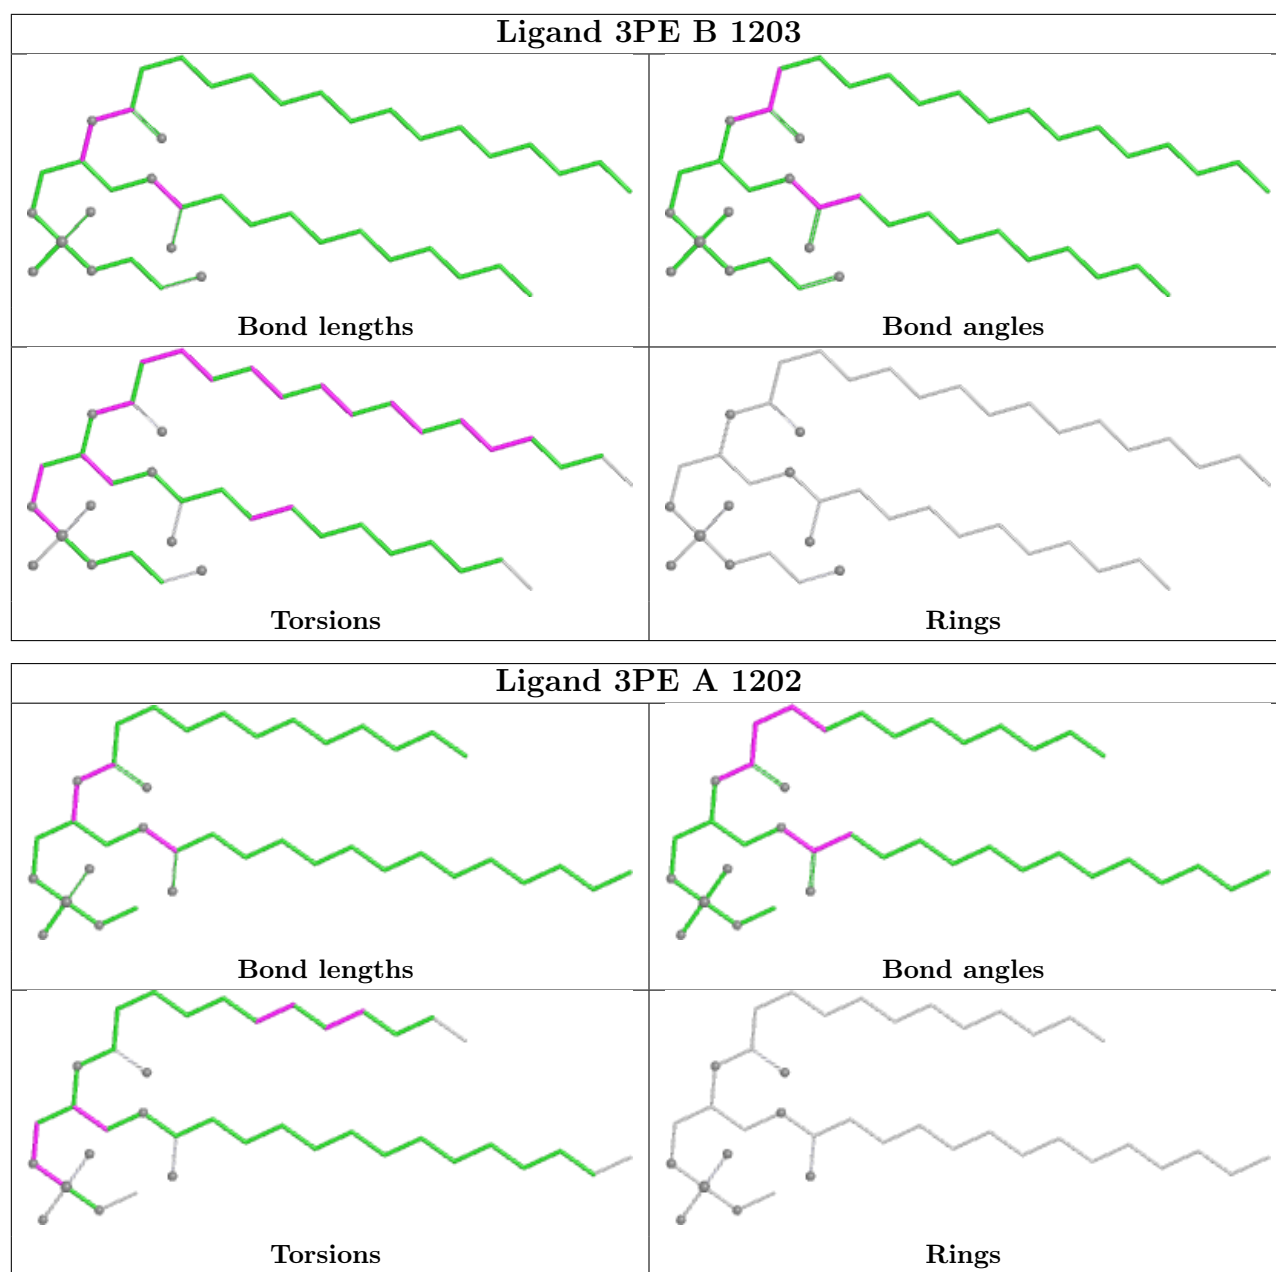 Ligand 3PE B 1203
Bond lengths
Bond angles
Torsions
Rings
Ligand 3PE A 1202
Bond lengths
Bond angles
Torsions
Rings